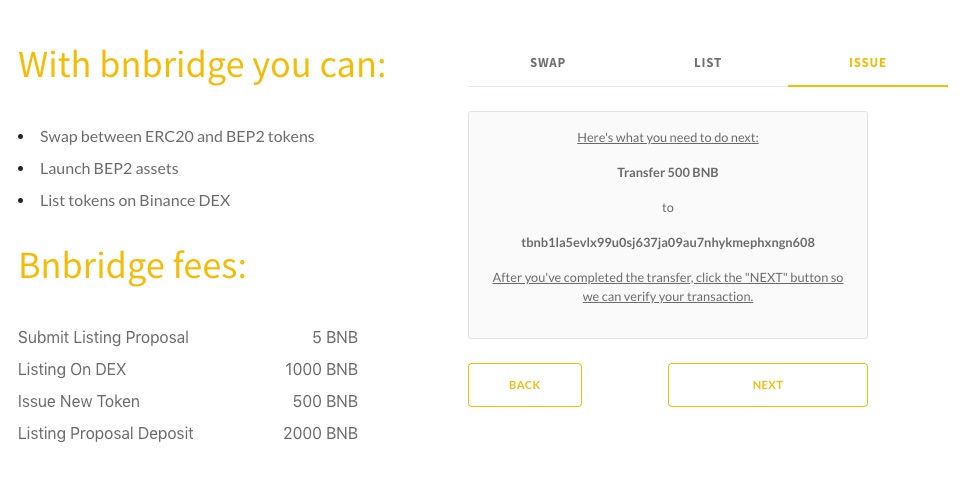 With bnbridge you can:
Swap between ERC20 and BEP2 tokens
Launch BEP2 assets
List tokens on Binance DEX
Bnbridge fees:
Submit Listing Proposal 5 BNB
Listing On DEX 1000 BNB
Issue New Token 500 BNB
Listing Proposal Deposit 2000 BNB
SWAP LIST ISSUE
Here's what you need to do next:
Transfer 500 BNB
to
tbnb1la5evlx99u0sj637ja09au7nhykmephxngn608
After you've completed the transfer, click the "NEXT" button so
we can verify your transaction.
BACK NEXT